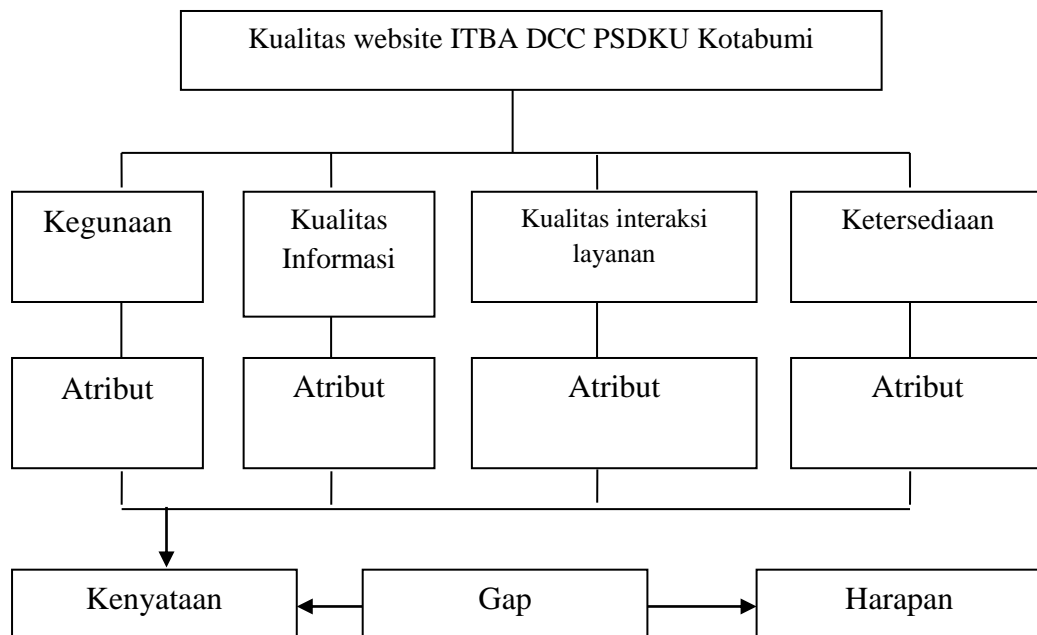 Kualitas website ITBA DCC PSDKU Kotabumi
Kegunaan
Kualitas
Informasi
Kualitas interaksi
layanan
Ketersediaan
Atribut
Atribut
Atribut
Atribut
Kenyataan
Gap
Harapan